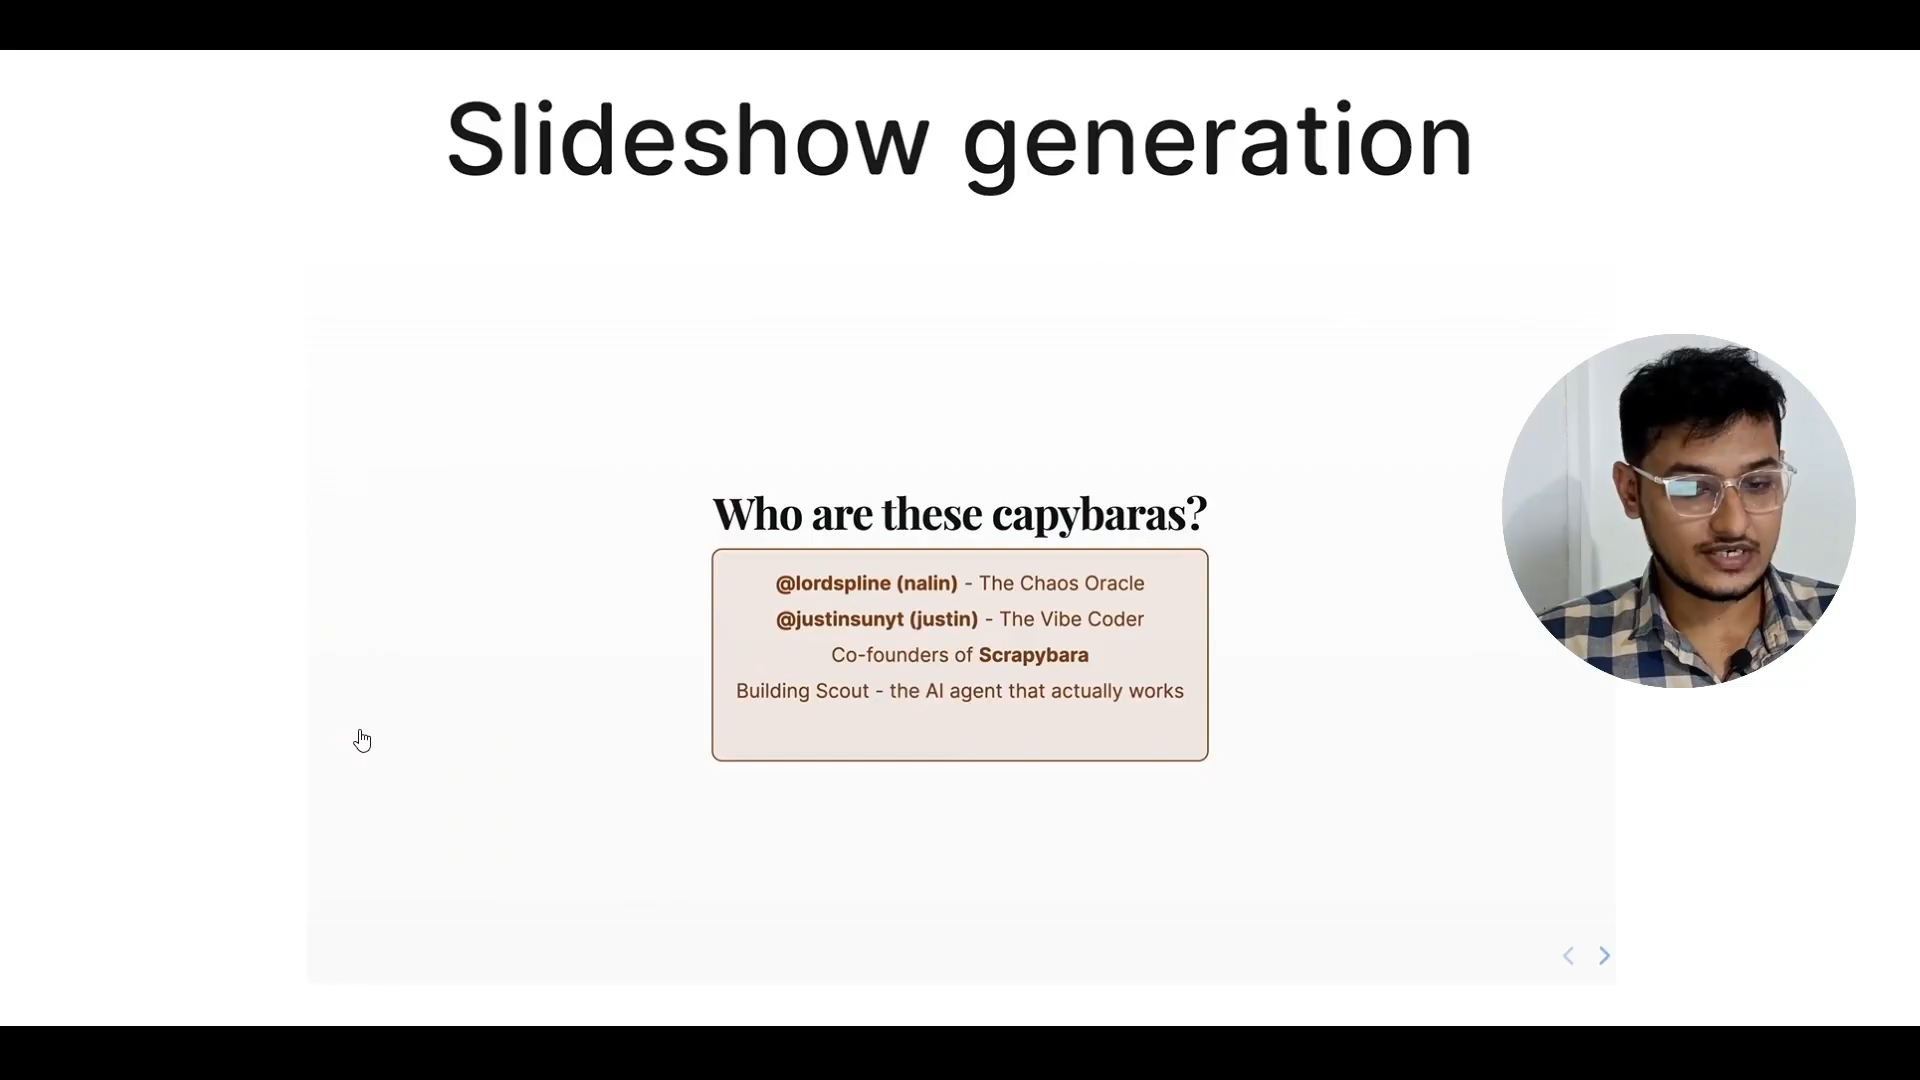 Slideshow generation
Who are these capybaras?
@lordspline (nalin) - The Chaos Oracle
@justinsunyt (justin) - The Vibe Coder
Co-founders of Scrapybara
Building Scout - the AI agent that actually works